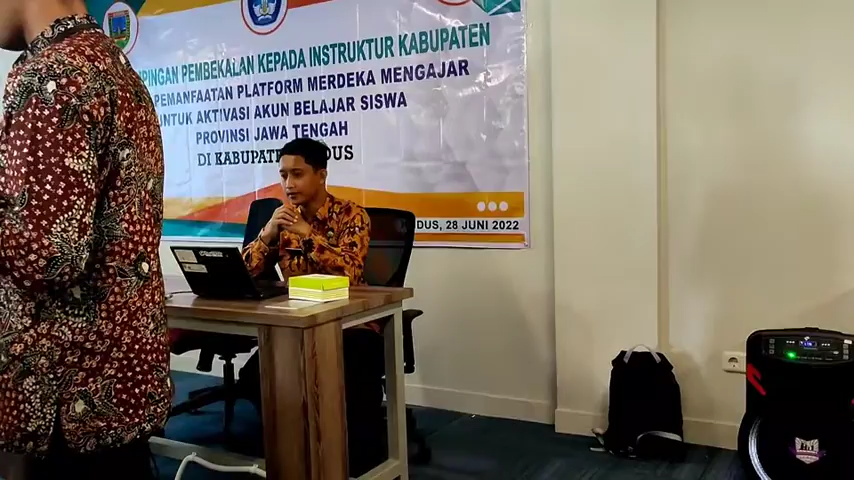 PEMBEKALAN KEPADA INSTRUKTUR KABUPATEN
PEMANFAATAN PLATFORM MERDEKA MENGAJAR
UNTUK AKTIVASI AKUN BELAJAR SISWA
PROVINSI JAWA TENGAH
DI KABUPATEN
28 JUNI 2022